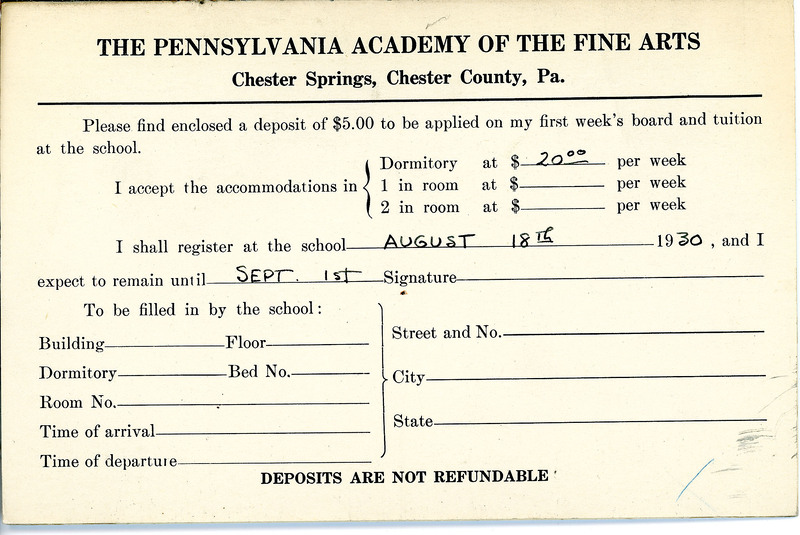 THE PENNSYLVANIA ACADEMY OF THE FINE ARTS
Chester Springs, Chester County, Pa.
Please find enclosed a deposit of $5.00 to be applied on my first week's board and tuition
at the school.
I accept the accommodations in
Dormitory at $ 20⁰⁰ per week
1 in room at $ per week
2 in room at $ per week
I shall register at the school AUGUST 18TH 1930, and I
expect to remain until SEPT. 1st Signature
To be filled in by the school:
Building Floor
Dormitory Bed No.
Room No.
Time of arrival
Time of departure
Street and No.
City
State
DEPOSITS ARE NOT REFUNDABLE